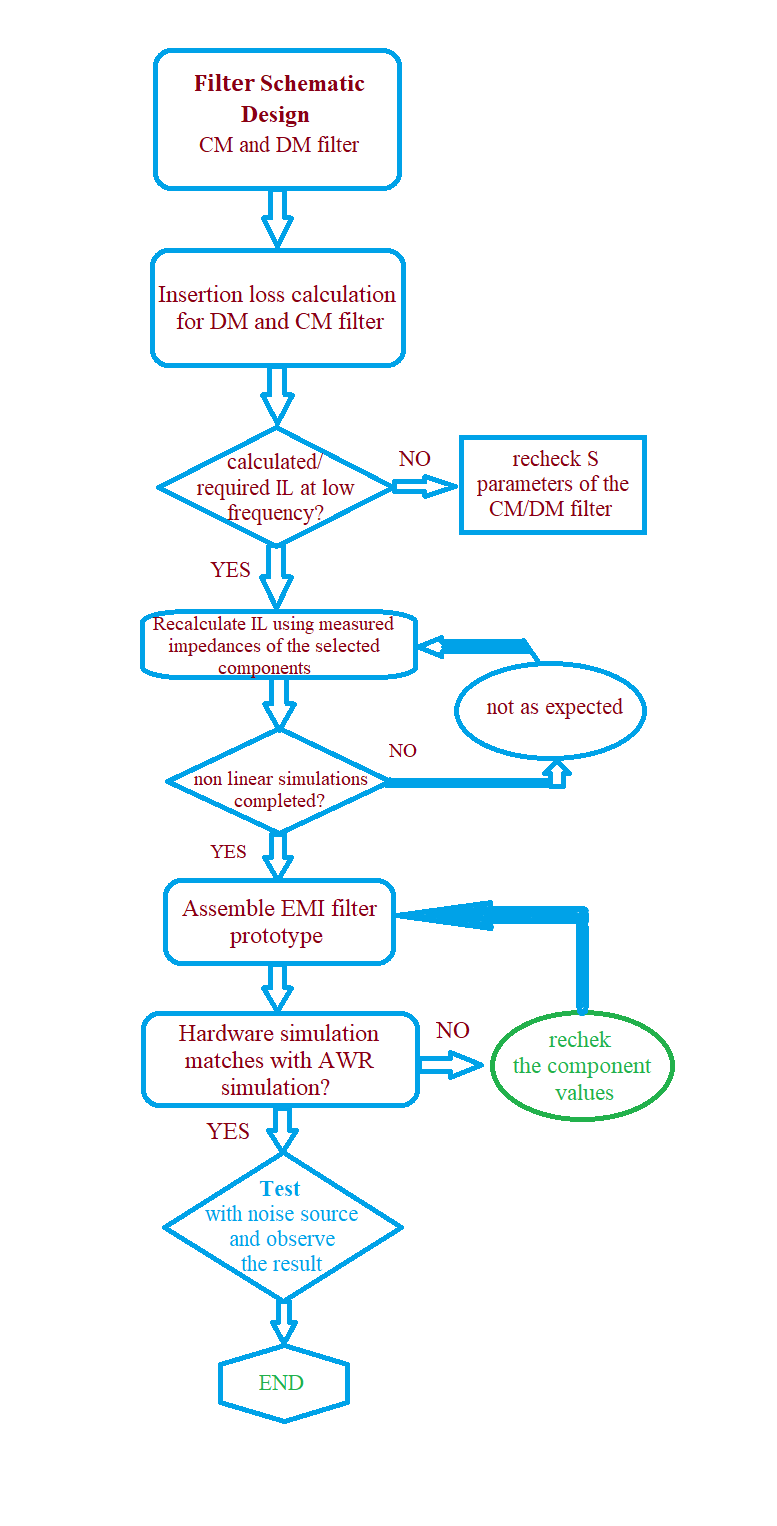 Filter Schematic
Design
CM and DM filter
Insertion loss calculation
for DM and CM filter
calculated/
required IL at low
frequency?
NO
recheck S
parameters of the
CM/DM filter
YES
Recalculate IL using measured
impedances of the selected
components
not as expected
NO
non linear simulations
completed?
YES
Assemble EMI filter
prototype
Hardware simulation
matches with AWR
simulation?
NO
rechek
the component
values
YES
Test
with noise source
and observe
the result
END